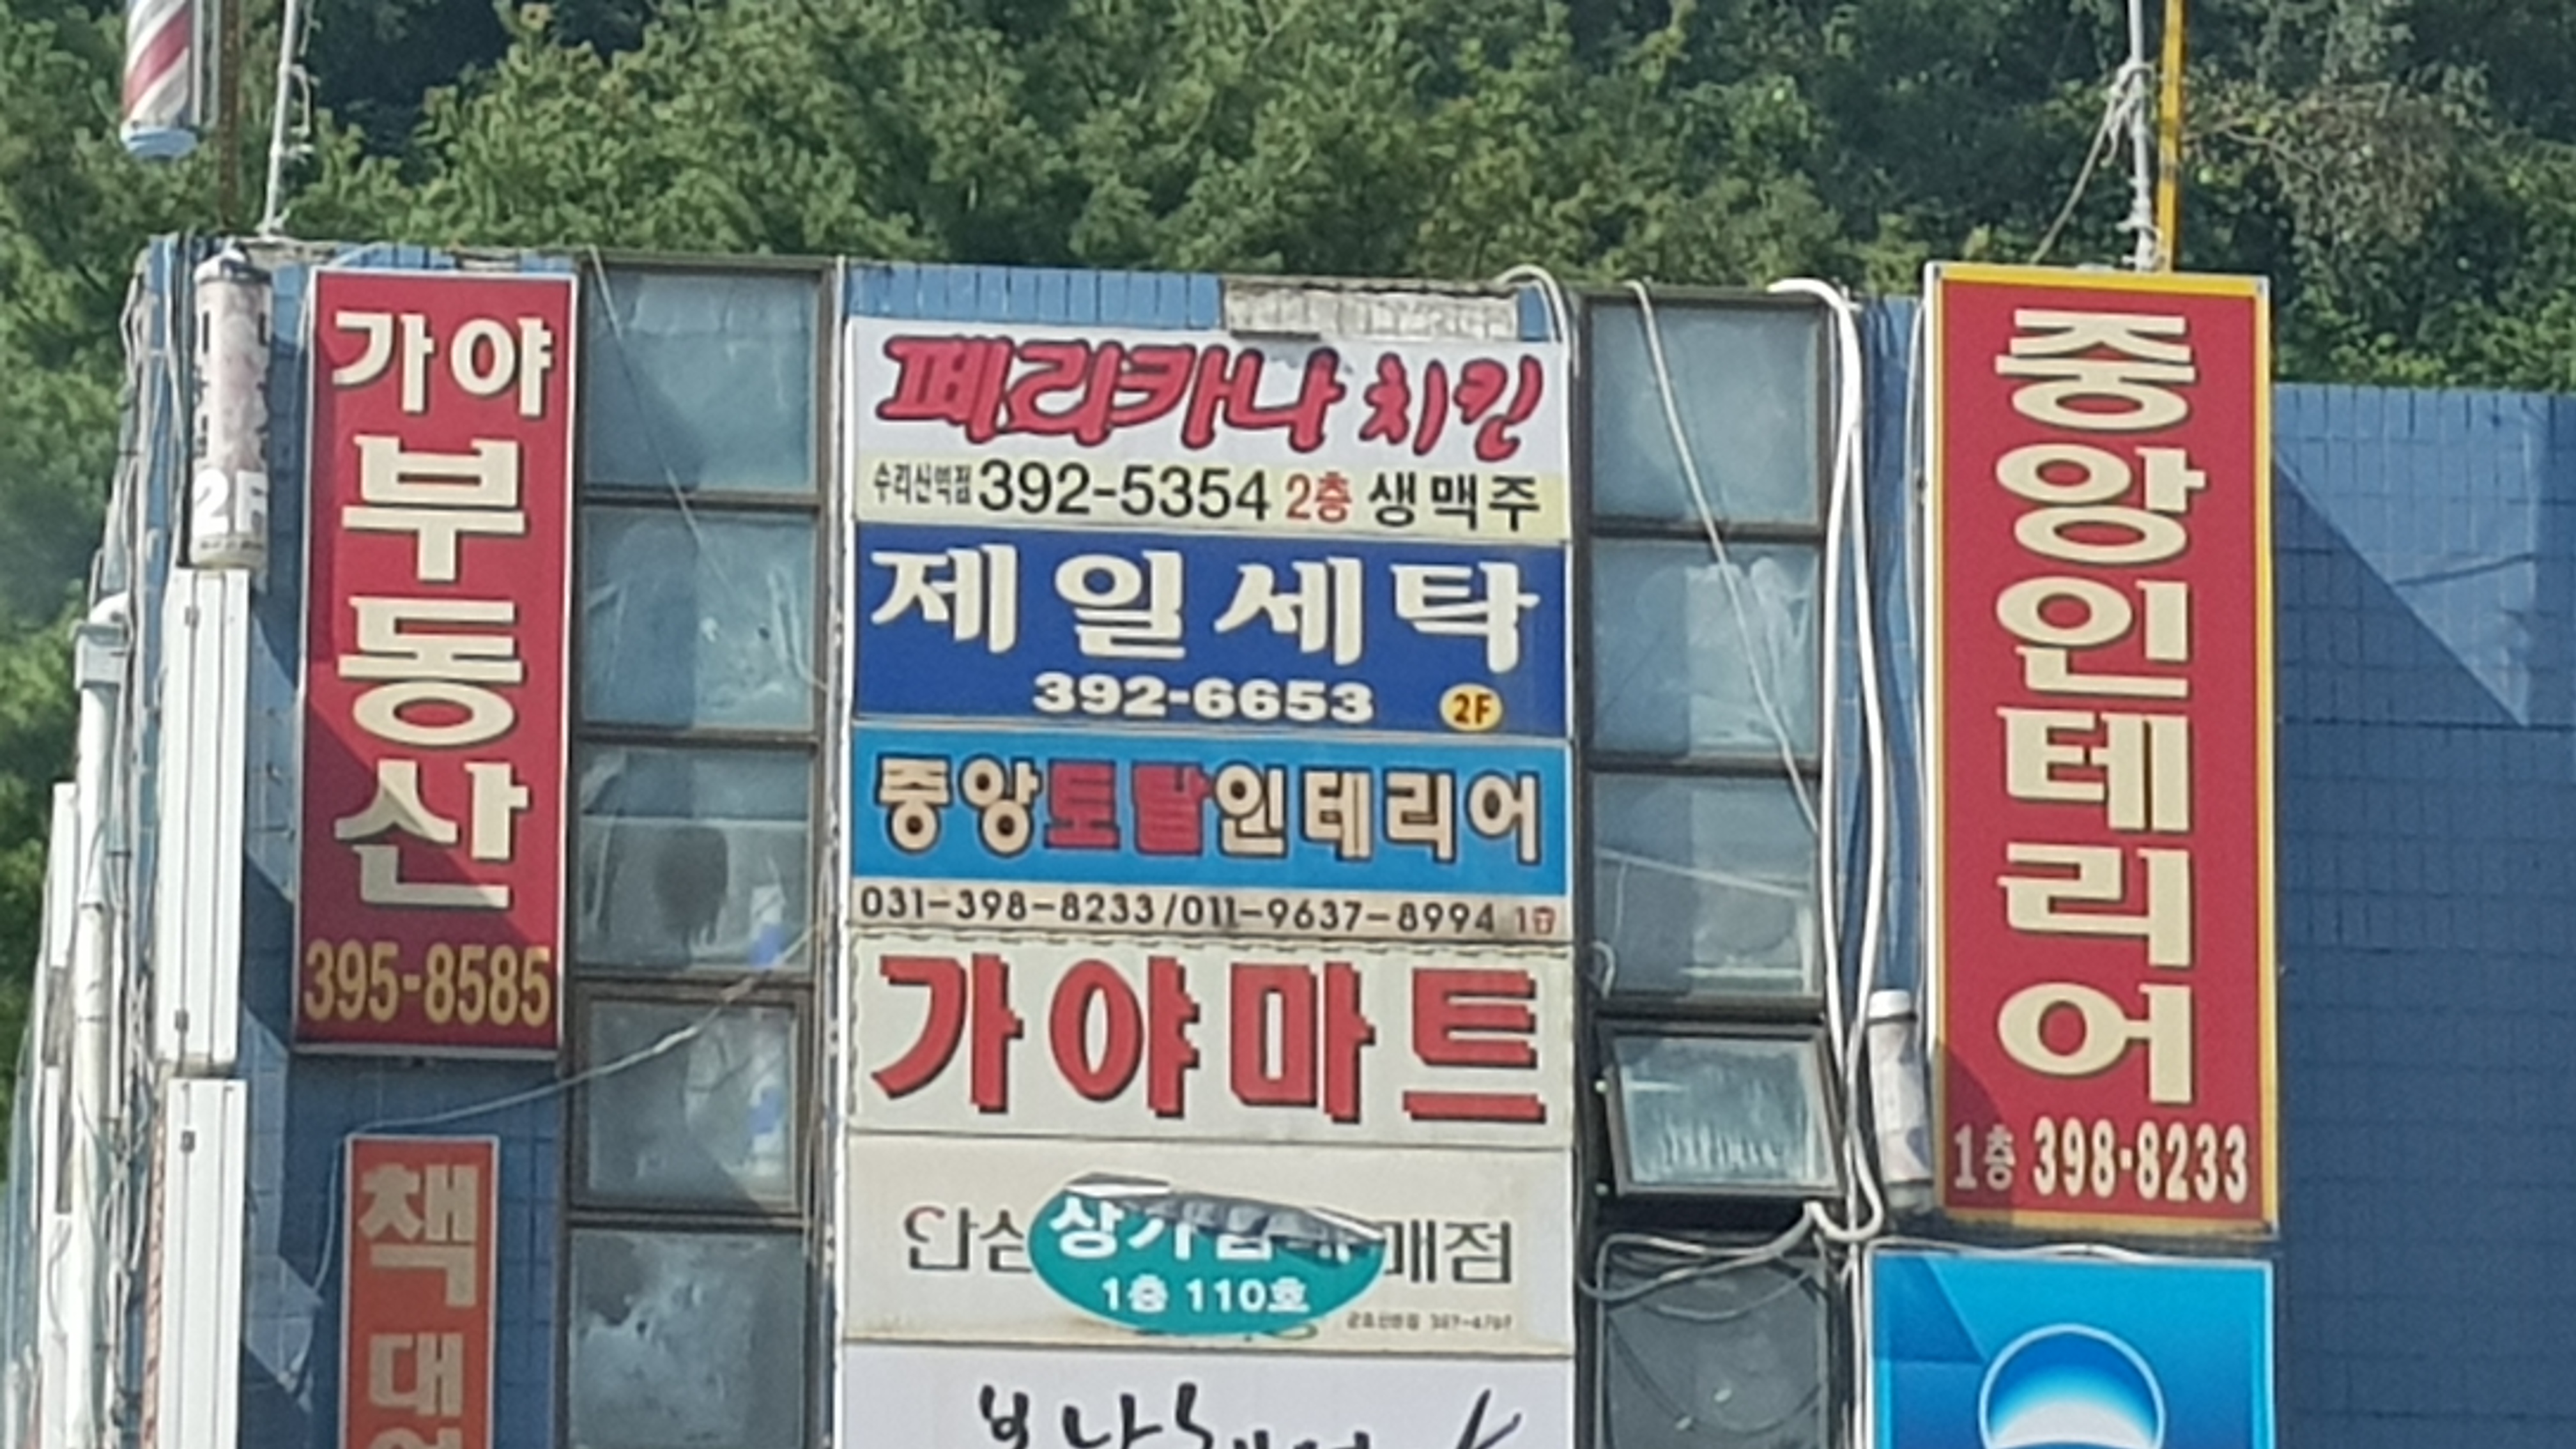 가야
부
동
산
395-8585
책
대
2F
페리카나 치킨
수리산역점 392-5354 2층 생맥주
제일세탁
392-6653 2F
중앙토탈인테리어
031-398-8233/011-9637-8994 1층
가야마트
안심 매점
상가
1층 110호
중
앙
인
테
리
어
1층 398-8233